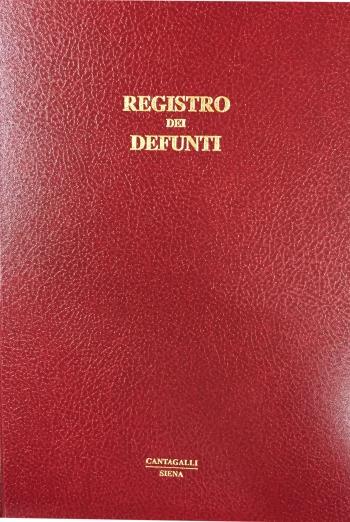 REGISTRO
DEI
DEFUNTI
CANTAGALLI
SIENA